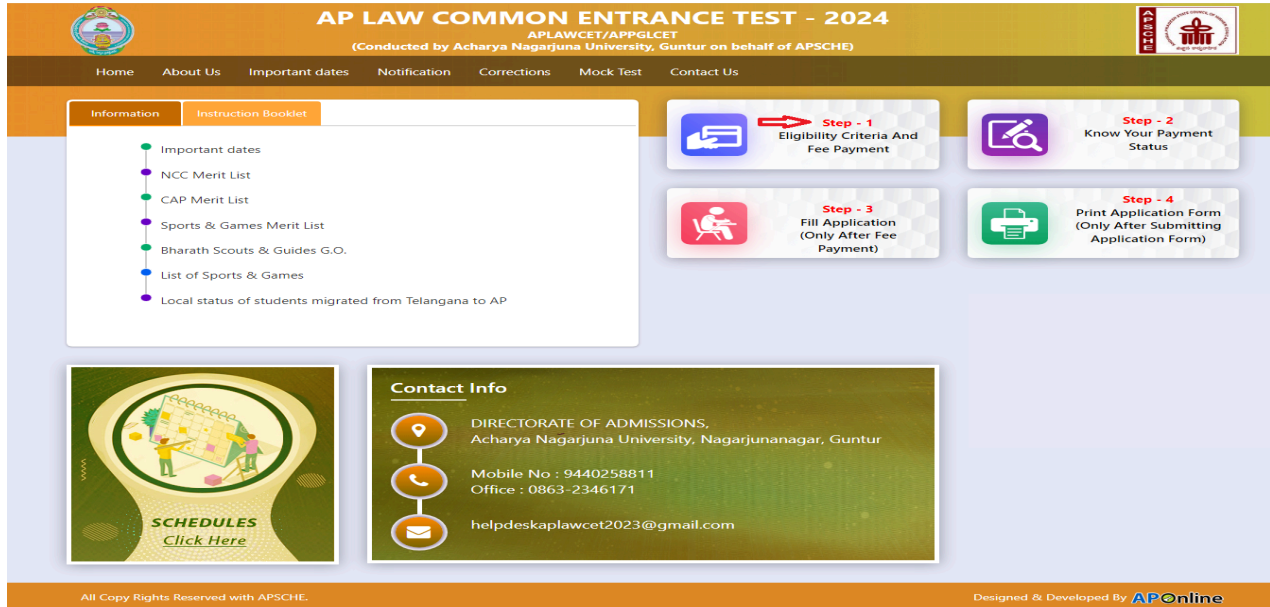 AP LAW COMMON ENTRANCE TEST - 2024
APLAWCET/APPGLCET
(Conducted by Acharya Nagarjuna University, Guntur on behalf of APSCHE)
APSCHE
Home About Us Important dates Notification Corrections Mock Test Contact Us
Information Instruction Booklet
Important dates
NCC Merit List
CAP Merit List
Sports & Games Merit List
Bharath Scouts & Guides G.O.
List of Sports & Games
Local status of students migrated from Telangana to AP
Step - 1
Eligibility Criteria And
Fee Payment
Step - 2
Know Your Payment
Status
Step - 3
Fill Application
(Only After Fee
Payment)
Step - 4
Print Application Form
(Only After Submitting
Application Form)
SCHEDULES
Click Here
Contact Info
DIRECTORATE OF ADMISSIONS,
Acharya Nagarjuna University, Nagarjunanagar, Guntur
Mobile No : 9440258811
Office : 0863-2346171
helpdeskaplawcet2023@gmail.com
All Copy Rights Reserved with APSCHE.
Designed & Developed By APOnline